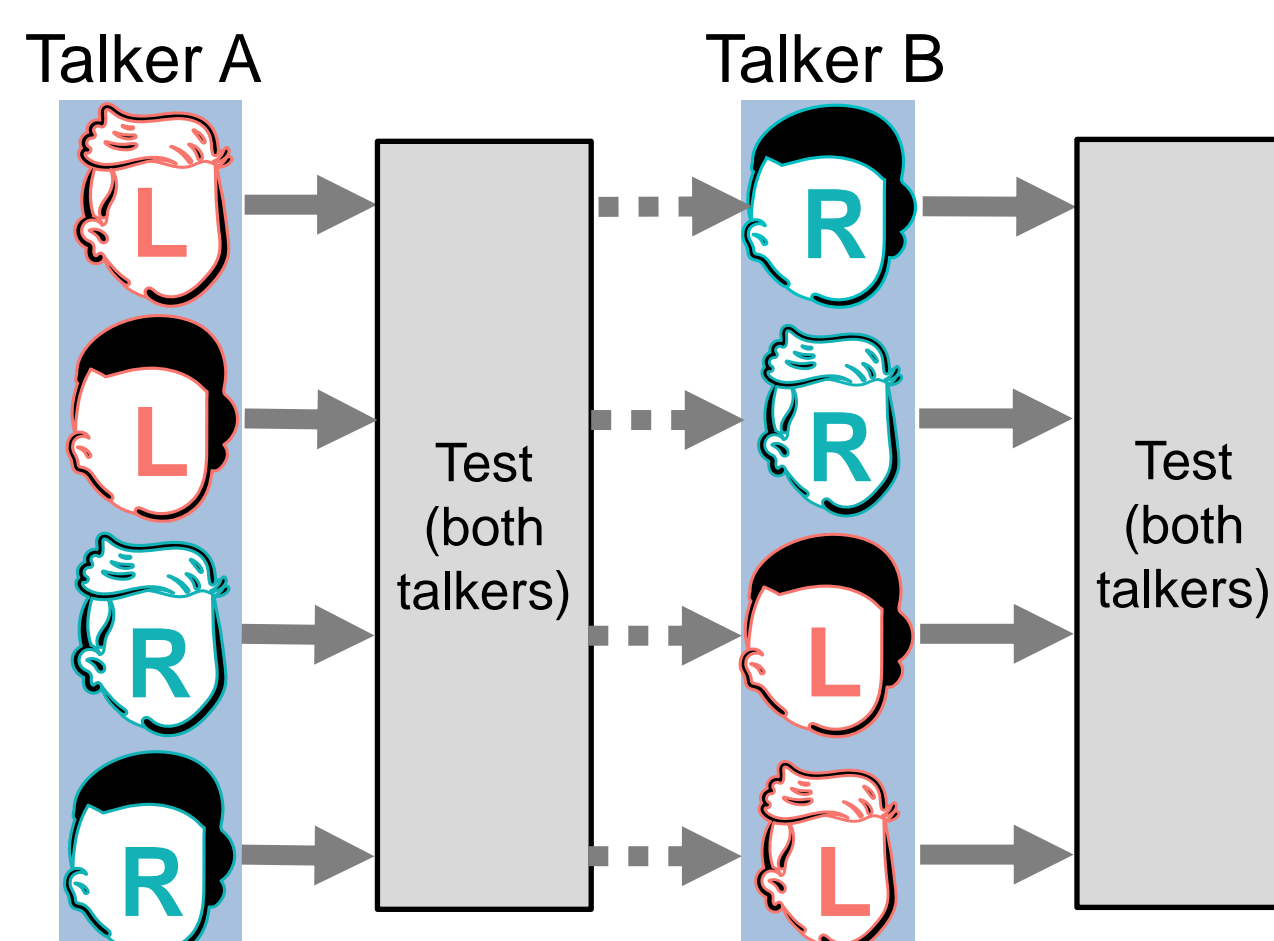 Talker A
Talker B
L
R
L
R
R
L
R
L
Test
(both
talkers)
Test
(both
talkers)